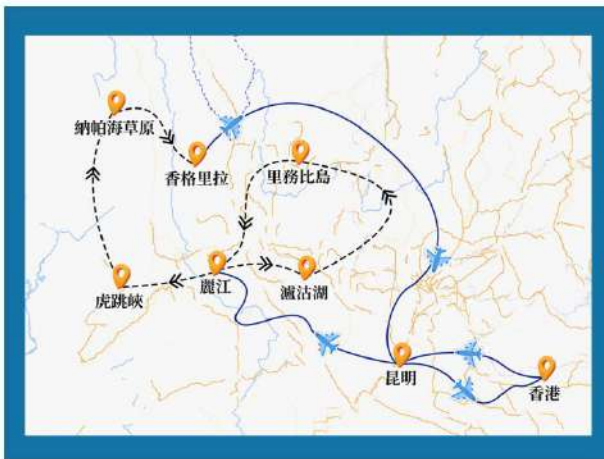 納帕海草原
香格里拉
里務比島
虎跳峽
麗江
瀘沽湖
昆明
香港